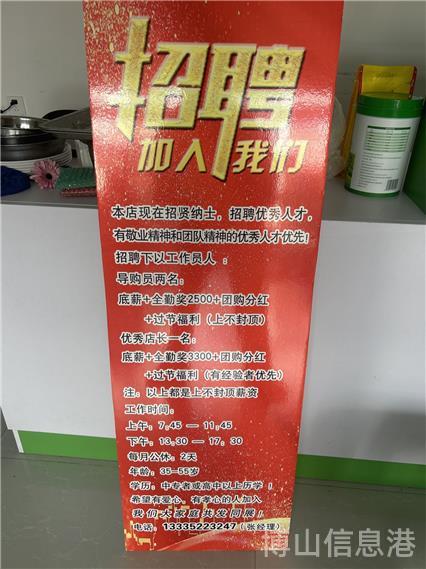 招聘
加入我们
本店现在招贤纳士，招聘优秀人才，
有敬业精神和团队精神的优秀人才优先！
招聘下以工作员人：
导购员两名：
底薪+全勤奖2500+团购分红
+过节福利（上不封顶）
优秀店长一名：
底薪+全勤奖3300+团购分红
+过节福利（有经验者优先）
注：以上都是上不封顶薪资
工作时间：
上午：7,45 — 11,45,
下午：13,30 — 17，30
每月公休：2天
年龄：35-55岁
学历：中专者或高中以上历学！
希望有爱心，有孝心的人加入
我们大家庭共发同展！
电话：13335223247（张经理）
博山信息港